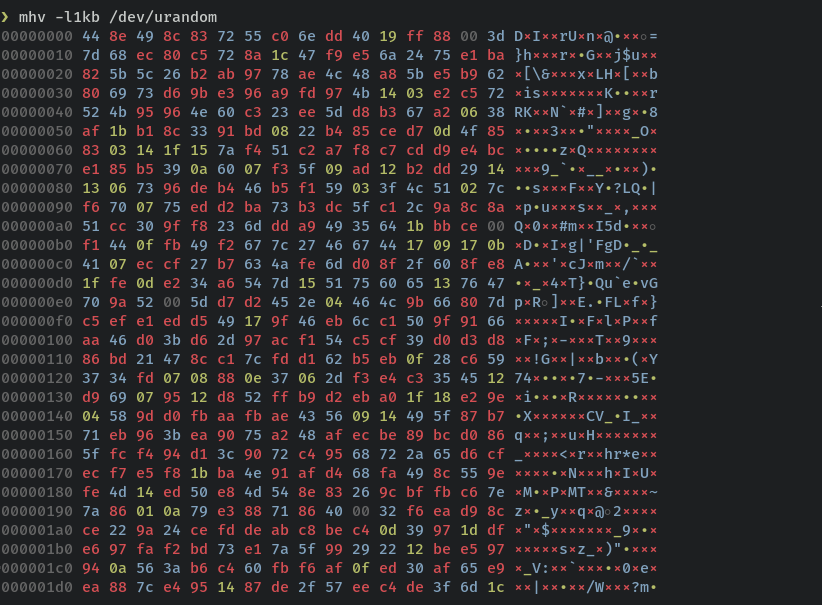 ❯ mhv -l1kb /dev/urandom
00000000 44 8e 49 8c 83 72 55 c0 6e dd 40 19 ff 88 00 3d D×I××rU×n×@•××◦=
00000010 7d 68 ec 80 c5 72 8a 1c 47 f9 e5 6a 24 75 e1 ba }h×××r×•G××j$u××
00000020 82 5b 5c 26 b2 ab 97 78 ae 4c 48 a8 5b e5 b9 62 ×[\&×××x×LH×[××b
00000030 80 69 73 d6 9b e3 96 a9 fd 97 4b 14 03 e2 c5 72 ×is×××××××K••××r
00000040 52 4b 95 96 4e 60 c3 23 ee 5d d8 b3 67 a2 06 38 RK××N`×#×]××g×•8
00000050 af 1b b1 8c 33 91 bd 08 22 b4 85 ce d7 0d 4f 85 ×•××3××•"××××_O×
00000060 83 03 14 1f 15 7a f4 51 c2 a7 f8 c7 cd d9 e4 bc ×••••z×Q××××××××
00000070 e1 85 b5 39 0a 60 07 f3 5f 09 ad 12 b2 dd 29 14 ×××9_`•×__×•××)•
00000080 13 06 73 96 de b4 46 b5 f1 59 03 3f 4c 51 02 7c ••s×××F××Y•?LQ•|
00000090 f6 70 07 75 ed d2 ba 73 b3 dc 5f c1 2c 9a 8c 8a ×p•u×××s××_×,×××
000000a0 51 cc 30 9f f8 23 6d dd a9 49 35 64 1b bb ce 00 Q×0××#m××I5d•××◦
000000b0 f1 44 0f fb 49 f2 67 7c 27 46 67 44 17 09 17 0b ×D•×I×g|'FgD•_•_
000000c0 41 07 ec cf 27 b7 63 4a fe 6d d0 8f 2f 60 8f e8 A•××'×cJ×m××/`××
000000d0 1f fe 0d e2 34 a6 54 7d 15 51 75 60 65 13 76 47 •×_×4×T}•Qu`e•vG
000000e0 70 9a 52 00 5d d7 d2 45 2e 04 46 4c 9b 66 80 7d p×R◦]××E.•FL×f×}
000000f0 c5 ef e1 ed d5 49 17 9f 46 eb 6c c1 50 9f 91 66 ×××××I•×F×l×P××f
00000100 aa 46 d3 3b d6 2d 97 ac f1 54 c5 cf 39 d0 d3 d8 ×F×;×-×××T××9×××
00000110 86 bd 21 47 8c c1 7c fd d1 62 b5 eb 0f 28 c6 59 ××!G××|××b××•(×Y
00000120 37 34 fd 07 08 88 0e 37 06 2d f3 e4 c3 35 45 12 74×••×•7•-×××5E•
00000130 d9 69 07 95 12 d8 52 ff b9 d2 eb a0 1f 18 e2 9e ×i•×•×R×××××••××
00000140 04 58 9d d0 fb aa fb ae 43 56 09 14 49 5f 87 b7 •X××××××CV_•I_××
00000150 71 eb 96 3b ea 90 75 a2 48 af ec be 89 bc d0 86 q××;××u×H×××××××
00000160 5f fc f4 94 d1 3c 90 72 c4 95 68 72 2a 65 d6 cf _××××<×r××hr*e××
00000170 ec f7 e5 f8 1b ba 4e 91 af d4 68 fa 49 8c 55 9e ××××•×N×××h×I×U×
00000180 fe 4d 14 ed 50 e8 4d 54 8e 83 26 9c bf fb c6 7e ×M•×P×MT××&××××~
00000190 7a 86 01 0a 79 e3 88 71 86 40 00 32 f6 ea d9 8c z×•_y××q×@◦2××××
000001a0 ce 22 9a 24 ce fd de ab c8 be c4 0d 39 97 1d df ×"×$×××××××_9×•×
000001b0 e6 97 fa f2 bd 73 e1 7a 5f 99 29 22 12 be e5 97 ×××××s×z_×)"•×××
000001c0 94 0a 56 3a b6 c4 60 fb f6 af 0f ed 30 af 65 e9 ×_V:××`×××•×0×e×
000001d0 ea 88 7c e4 95 14 87 de 2f 57 ee c4 de 3f 6d 1c ××|××•××/W×××?m•